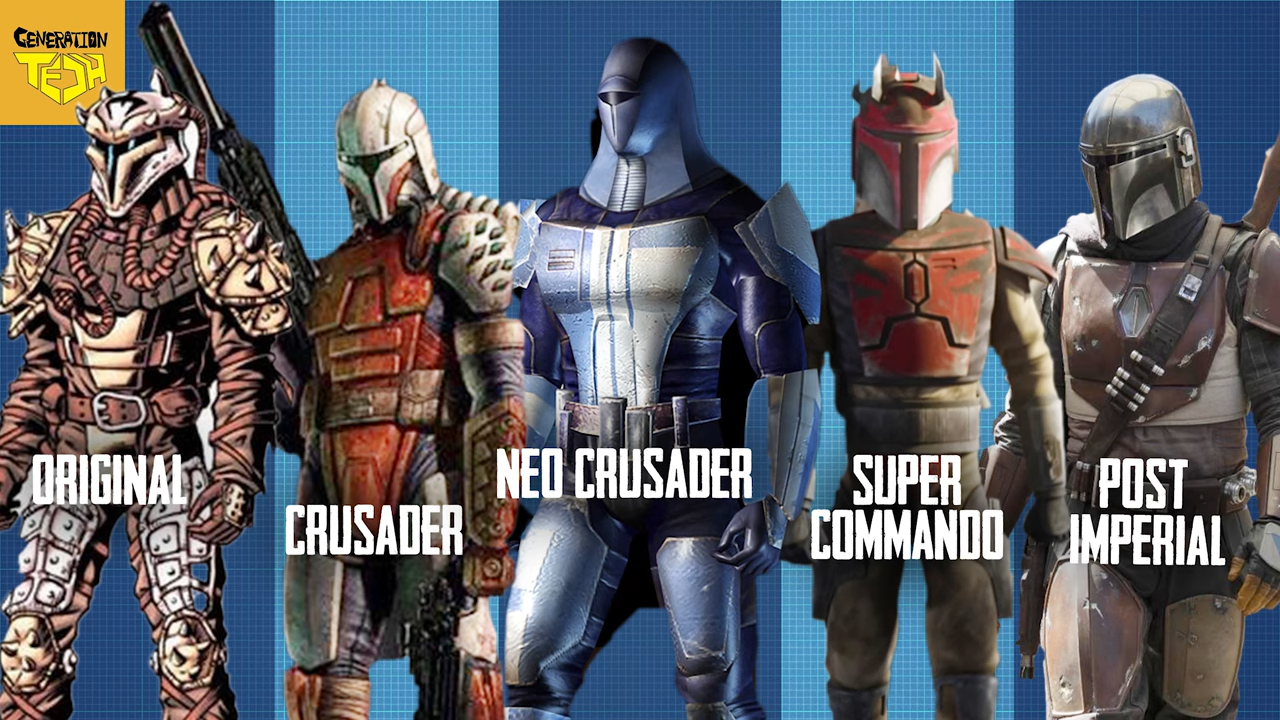 GENERATION
TECH
ORIGINAL
CRUSADER
NEO CRUSADER
SUPER
COMMANDO
POST
IMPERIAL